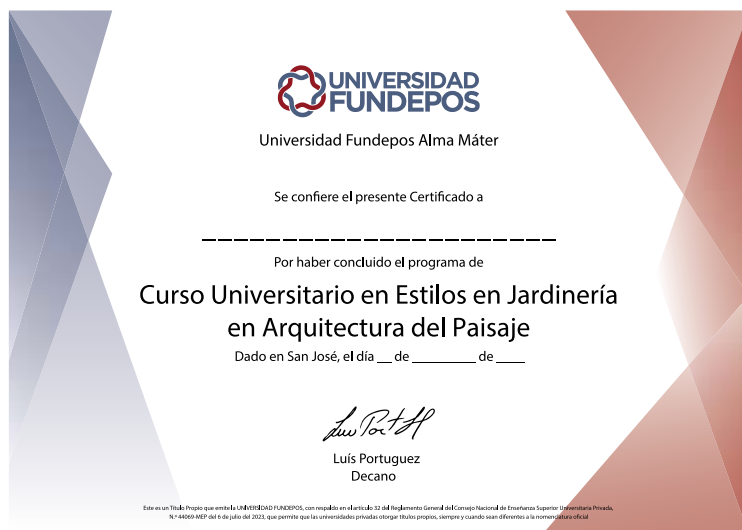 UNIVERSIDAD
FUNDEPOS
Universidad Fundepos Alma Máter
Se confiere el presente Certificado a
______________________
Por haber concluido el programa de
Curso Universitario en Estilos en Jardinería
en Arquitectura del Paisaje
Dado en San José, el día __ de ________ de ____
Luís Portuguez
Decano
Este es un Título Propio que emite la UNIVERSIDAD FUNDEPOS, con respaldo en el artículo 32 del Reglamento General del Consejo Nacional de Enseñanza Superior Universitaria Privada,
N.º 44069-MEP del 6 de julio del 2023, que permite que las universidades privadas otorgar títulos propios, siempre y cuando sean diferentes a la nomenclatura oficial